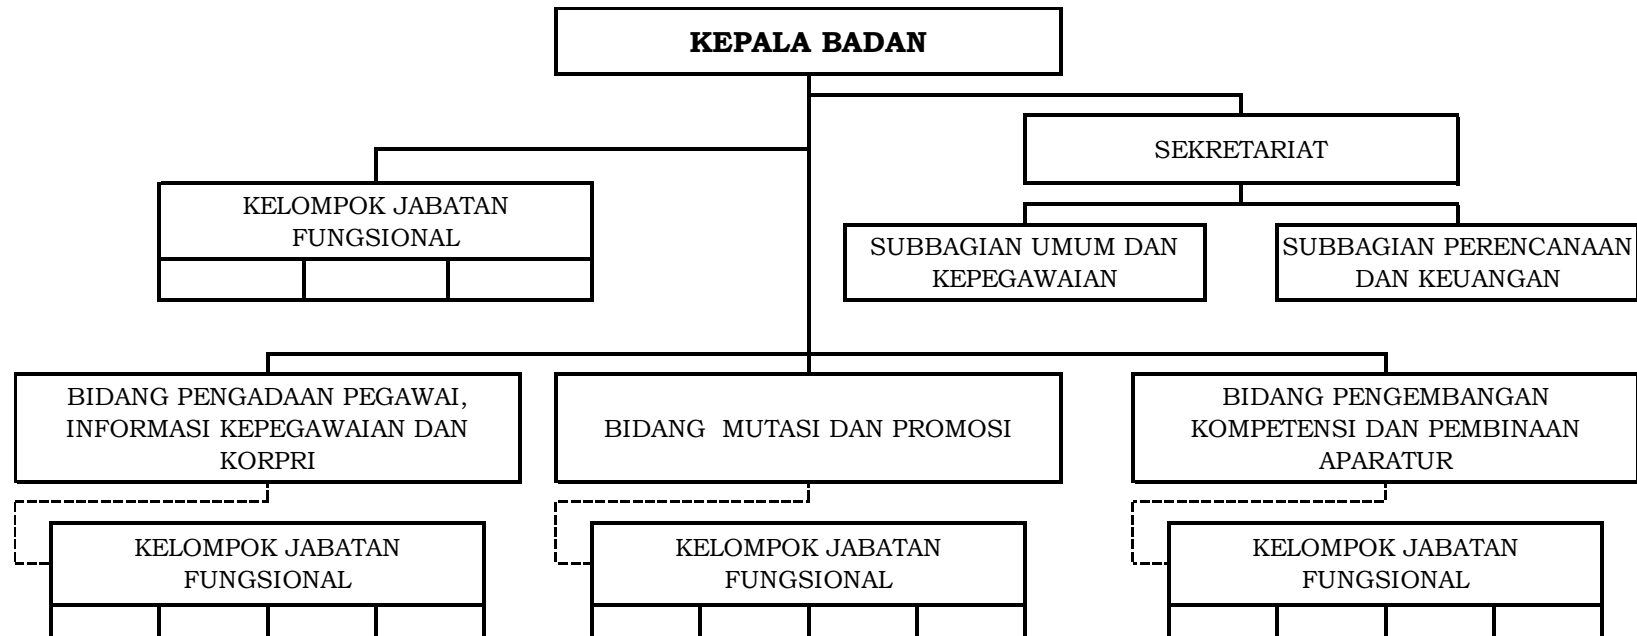 KEPALA BADAN
SEKRETARIAT
KELOMPOK JABATAN
FUNGSIONAL
SUBBAGIAN UMUM DAN
KEPEGAWAIAN
SUBBAGIAN PERENCANAAN
DAN KEUANGAN
BIDANG PENGADAAN PEGAWAI,
INFORMASI KEPEGAWAIAN DAN
KORPRI
BIDANG  MUTASI DAN PROMOSI
BIDANG PENGEMBANGAN
KOMPETENSI DAN PEMBINAAN
APARATUR
KELOMPOK JABATAN
FUNGSIONAL
KELOMPOK JABATAN
FUNGSIONAL
KELOMPOK JABATAN
FUNGSIONAL